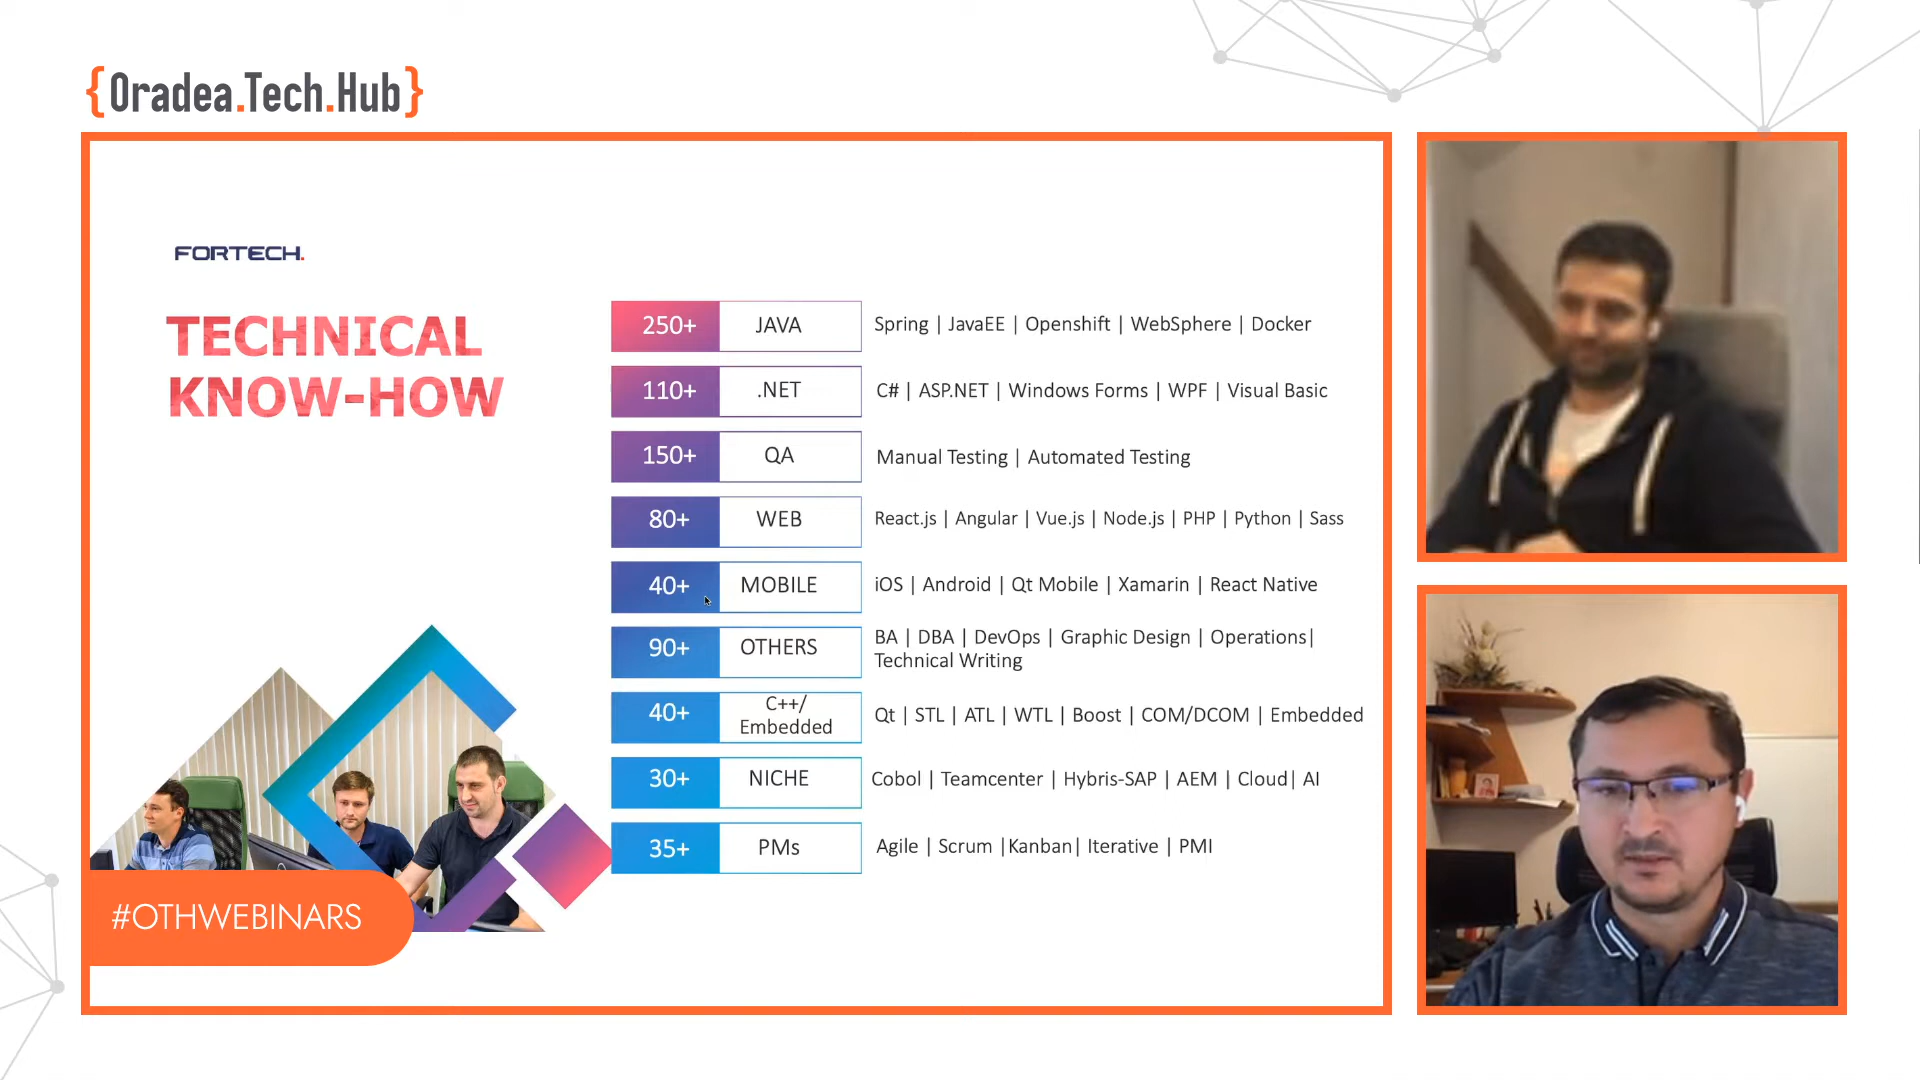 {Oradea.Tech.Hub}
FORTECH.
TECHNICAL
KNOW-HOW
250+ JAVA Spring | JavaEE | Openshift | WebSphere | Docker
110+ .NET C# | ASP.NET | Windows Forms | WPF | Visual Basic
150+ QA Manual Testing | Automated Testing
80+ WEB React.js | Angular | Vue.js | Node.js | PHP | Python | Sass
40+ MOBILE iOS | Android | Qt Mobile | Xamarin | React Native
90+ OTHERS BA | DBA | DevOps | Graphic Design | Operations|
Technical Writing
40+ C++/
Embedded Qt | STL | ATL | WTL | Boost | COM/DCOM | Embedded
30+ NICHE Cobol | Teamcenter | Hybris-SAP | AEM | Cloud| AI
35+ PMs Agile | Scrum |Kanban| Iterative | PMI
#OTHWEBINARS